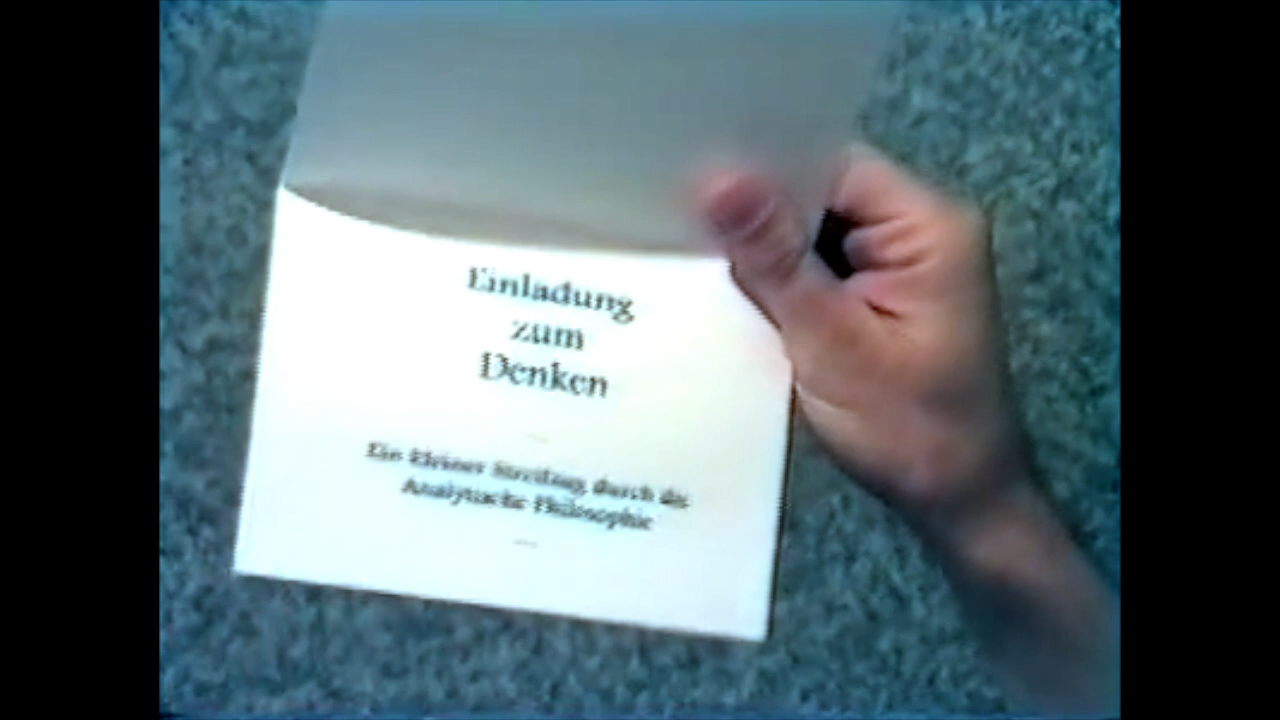 Einladung
zum
Denken
Ein kleiner Streifzug durch die
Analytische Philosophie